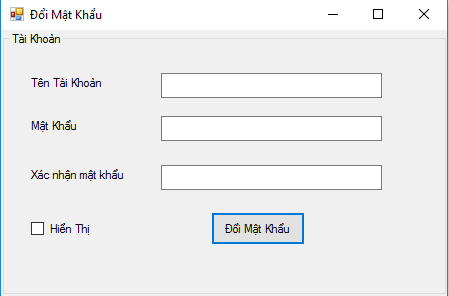 Đổi Mật Khẩu
Tài Khoản
Tên Tài Khoản
Mật Khẩu
Xác nhận mật khẩu
Hiển Thị
Đổi Mật Khẩu